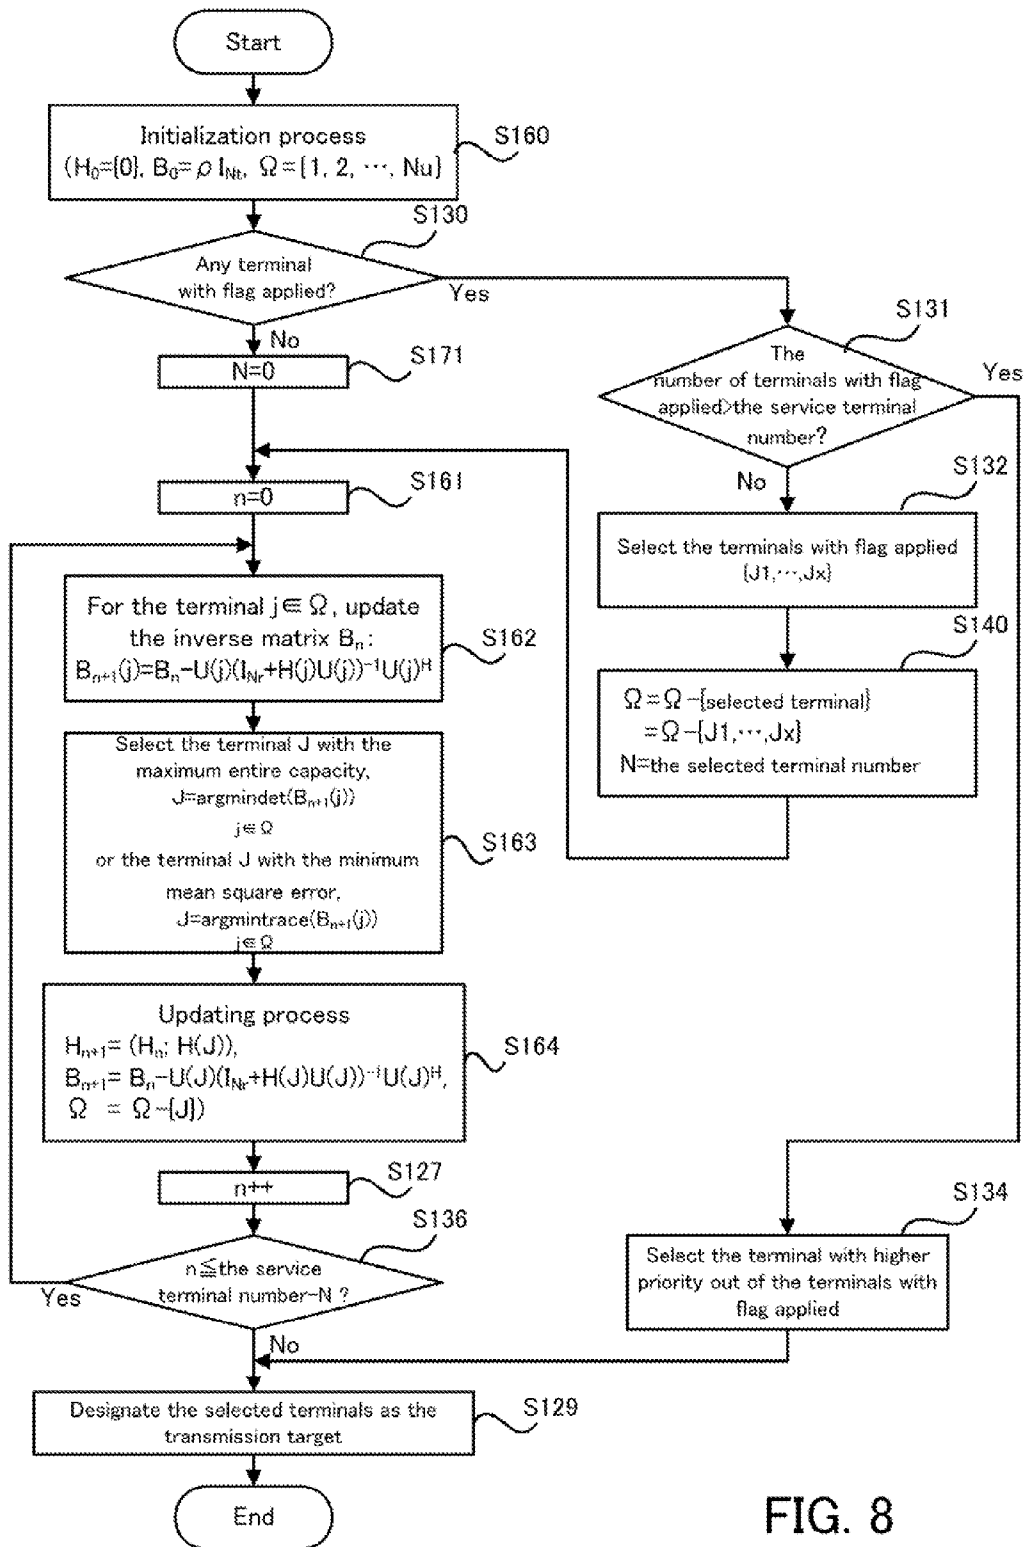 Start
Initialization process
(H₀={0}, B₀=ρ I_Nt, Ω={1, 2, ···, Nu}
S160
Any terminal
with flag applied?
S130
Yes
No
N=0
S171
The
number of terminals with flag
applied>the service terminal
number?
S131
Yes
No
n=0
S161
Select the terminals with flag applied
{J1,···,Jx}
S132
For the terminal j∈Ω, update
the inverse matrix Bₙ:
Bₙ₊₁(j)=Bₙ-U(j)(I_Nr+H(j)U(j))⁻¹U(j)ᴴ
S162
Ω=Ω-{selected terminal}
=Ω-{J1,···,Jx}
N=the selected terminal number
S140
Select the terminal J with the
maximum entire capacity,
J=argmindet(Bₙ₊₁(j))
j∈Ω
or the terminal J with the minimum
mean square error,
J=argmintrace(Bₙ₊₁(j))
j∈Ω
S163
Updating process
Hₙ₊₁= (Hₙ; H(J)),
Bₙ₊₁= Bₙ-U(J)(I_Nr+H(J)U(J))⁻¹U(J)ᴴ,
Ω = Ω-{J})
S164
n++
S127
n≦the service
terminal number-N ?
S136
Yes
No
Select the terminal with higher
priority out of the terminals with
flag applied
S134
Designate the selected terminals as the
transmission target
S129
End
FIG. 8